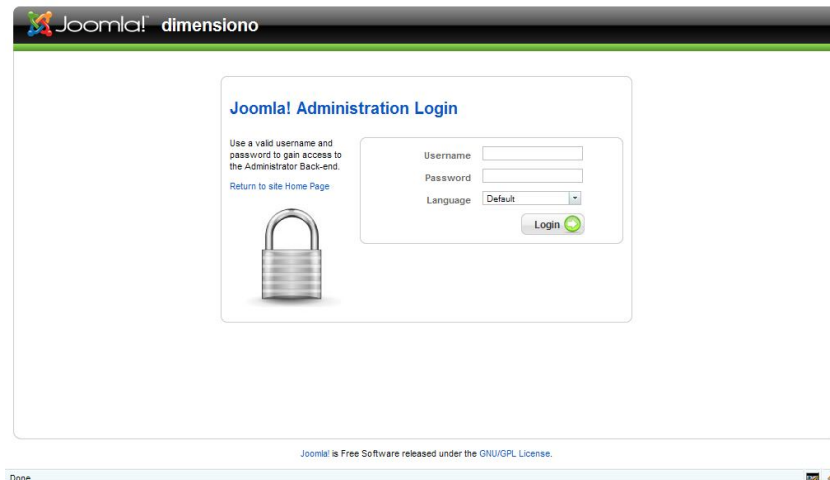 Joomla! dimensiono
Joomla! Administration Login
Use a valid username and
password to gain access to
the Administrator Back-end.
Return to site Home Page
Username
Password
Language Default
Login
Joomla! is Free Software released under the GNU/GPL License.
Done